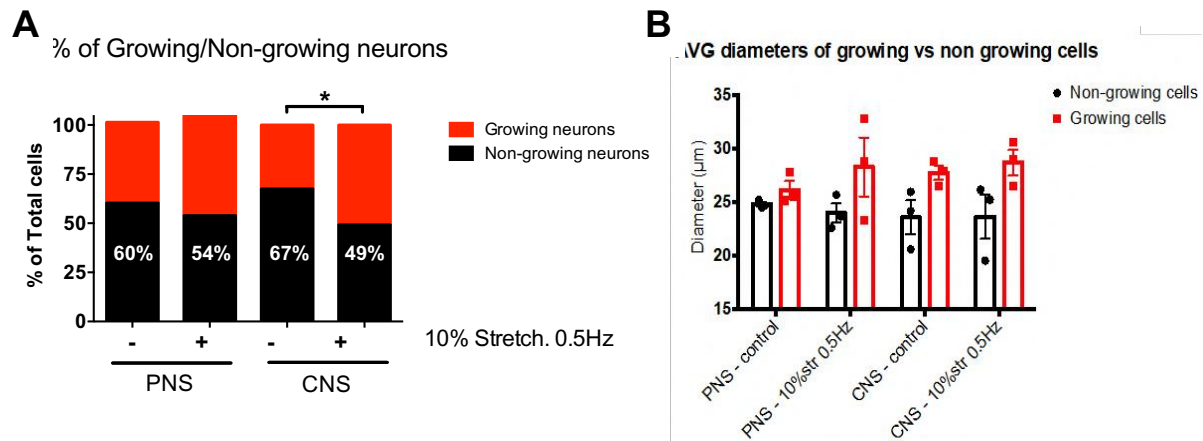 A
% of Growing/Non-growing neurons
*
100
75
50
25
0
% of Total cells
60%
54%
67%
49%
Growing neurons
Non-growing neurons
- + - +
10% Stretch. 0.5Hz
PNS CNS
B
AVG diameters of growing vs non growing cells
Non-growing cells
Growing cells
35
30
25
20
15
Diameter (µm)
PNS - control
PNS - 10%str 0.5Hz
CNS - control
CNS - 10%str 0.5Hz